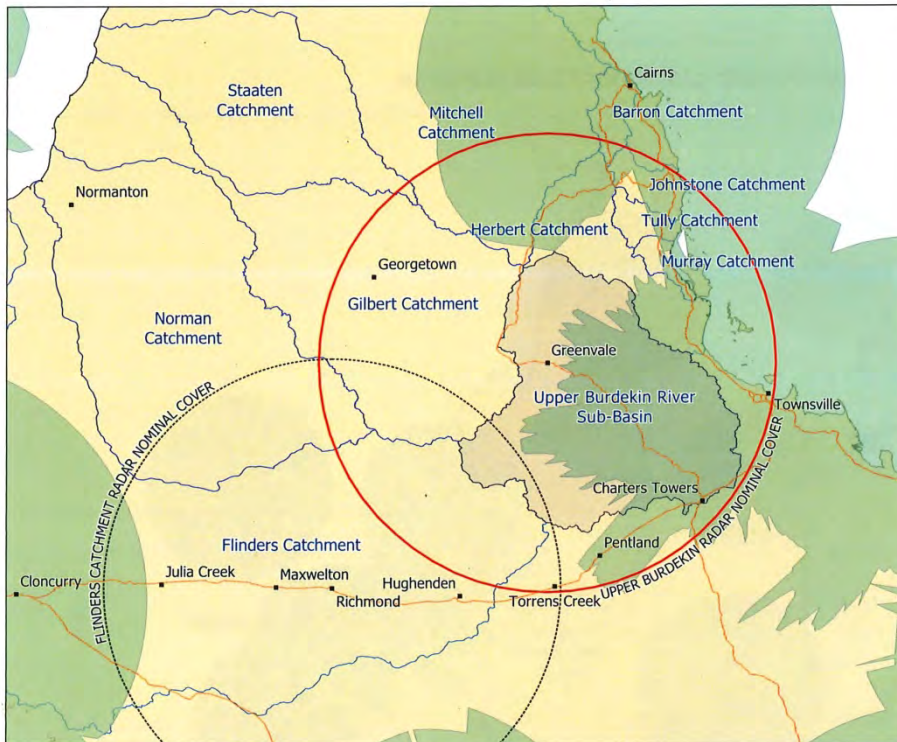 Cairns
Staaten
Catchment
Mitchell
Catchment
Barron Catchment
Johnstone Catchment
Normanton
Tully Catchment
Herbert Catchment
Murray Catchment
Georgetown
Gilbert Catchment
Norman
Catchment
Greenvale
Upper Burdekin River
Sub-Basin
Townsville
FLINDERS CATCHMENT RADAR NOMINAL COVER
UPPER BURDEKIN RADAR NOMINAL COVER
Charters Towers
Flinders Catchment
Pentland
Cloncurry
Julia Creek
Maxwelton
Richmond
Hughenden
Torrens Creek